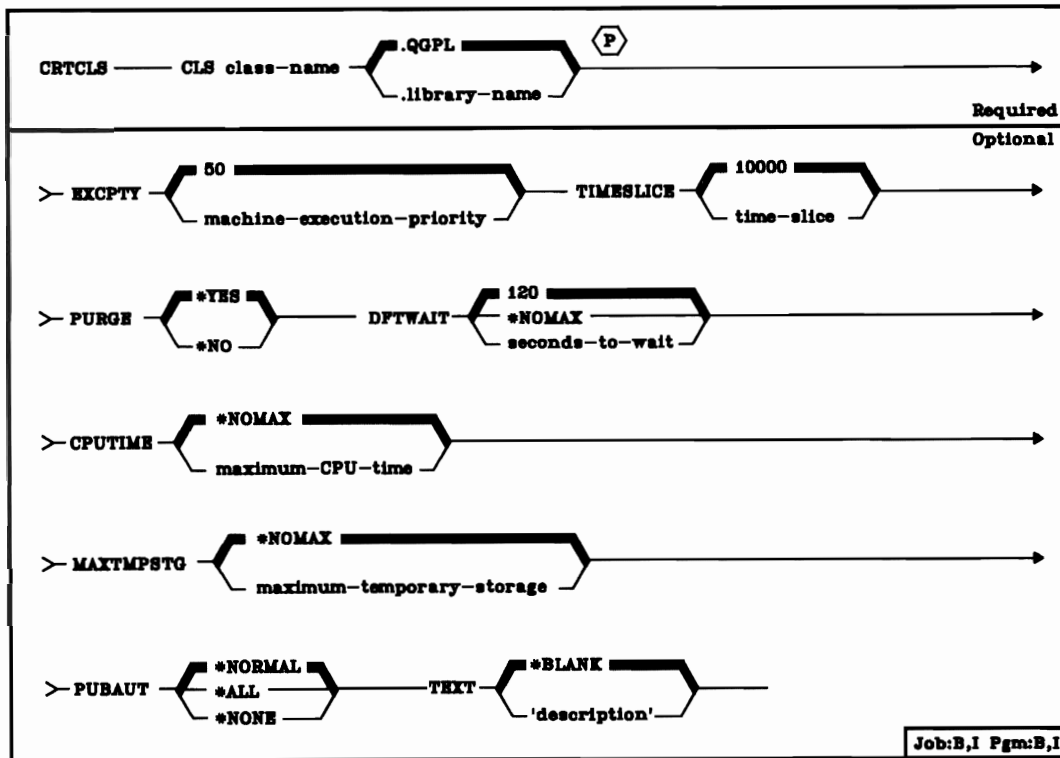 .QGPL
P
CRTCLS CLS class-name
.library-name
Required
Optional
50 10000
EXCPTY TIMESLICE
machine-execution-priority time-slice
*YES 120
PURGE DFTWAIT *NOMAX
*NO seconds-to-wait
*NOMAX
CPUTIME
maximum-CPU-time
*NOMAX
MAXTMPSTG
maximum-temporary-storage
*NORMAL *BLANK
PUBAUT *ALL TEXT
*NONE 'description'
Job:B,I Pgm:B,I